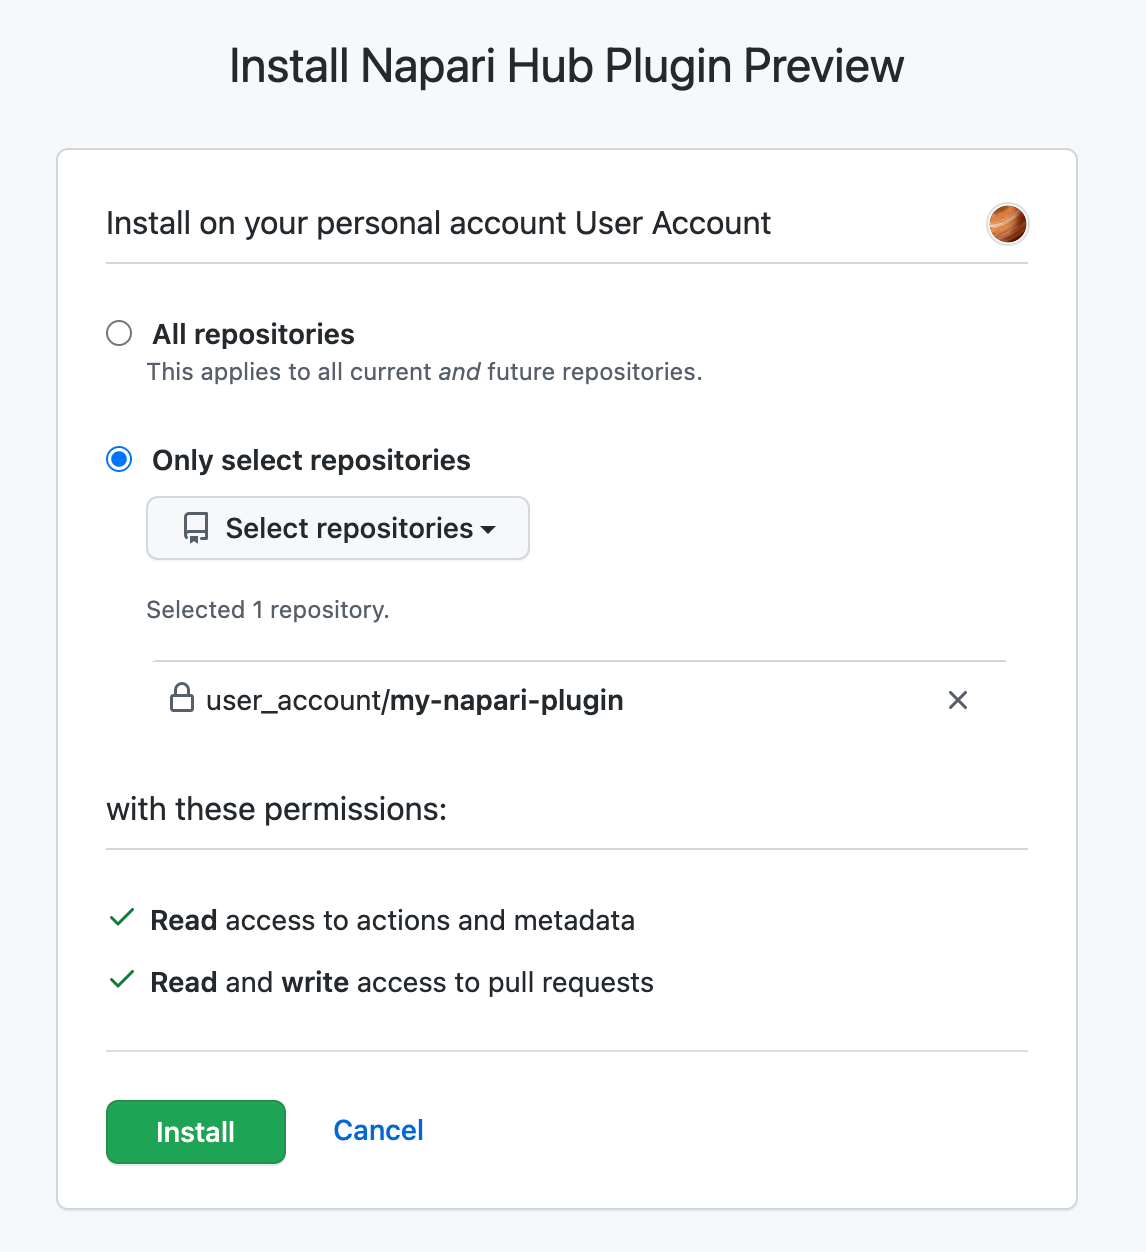 Install Napari Hub Plugin Preview
Install on your personal account User Account
All repositories
This applies to all current and future repositories.
Only select repositories
Select repositories
Selected 1 repository.
user_account/my-napari-plugin
with these permissions:
Read access to actions and metadata
Read and write access to pull requests
Install
Cancel